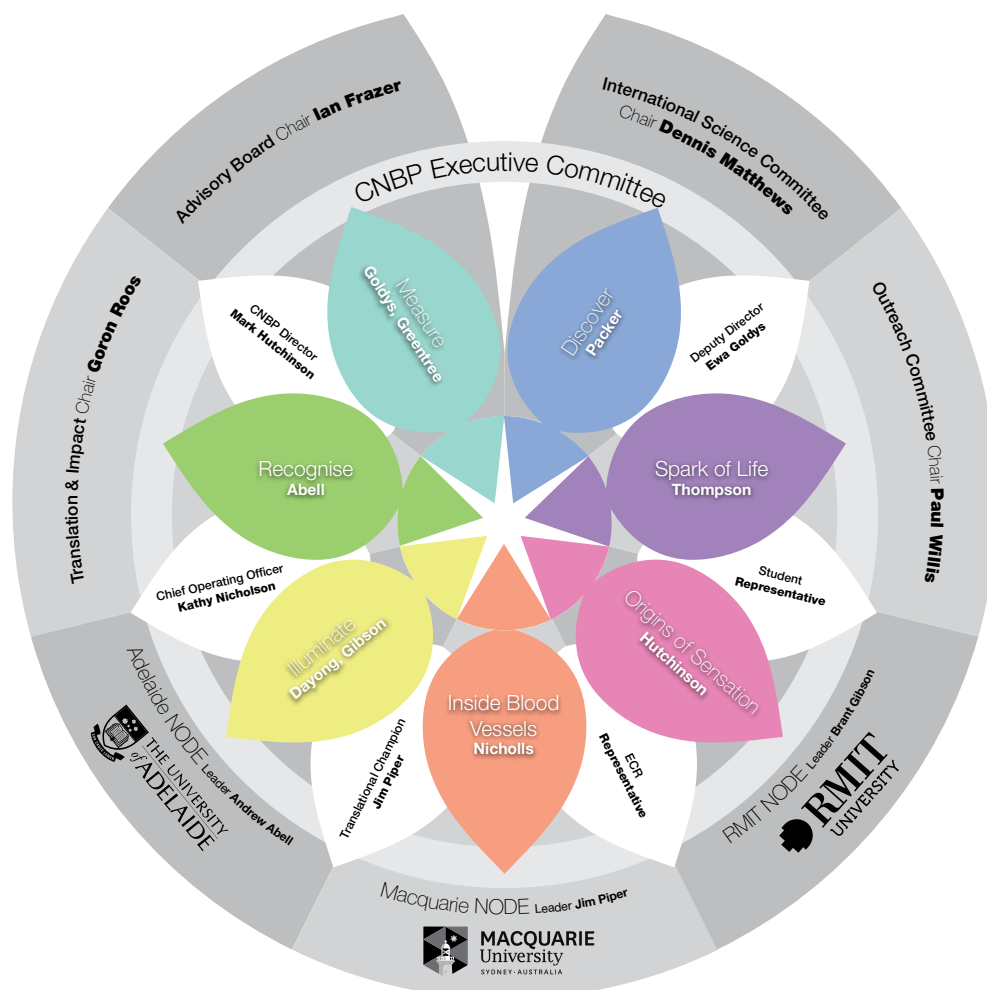 Advisory Board Chair Ian Frazer
International Science Committee
Chair Dennis Matthews
CNBP Executive Committee
Translation & Impact Chair Goron Roos
Outreach Committee Chair Paul Willis
CNBP Director
Mark Hutchinson
Measure
Goldys, Greentree
Discover
Packer
Deputy Director
Ewa Goldys
Recognise
Abell
Spark of Life
Thompson
Chief Operating Officer
Kathy Nicholson
Student
Representative
Illuminate
Dayong, Gibson
Origins of Sensation
Hutchinson
Inside Blood
Vessels
Nicholls
Translational Champion
Jim Piper
ECR
Representative
Adelaide NODE Leader Andrew Abell
THE UNIVERSITY
of ADELAIDE
RMIT NODE Leader Brant Gibson
RMIT
UNIVERSITY
Macquarie NODE Leader Jim Piper
MACQUARIE
University
SYDNEY·AUSTRALIA